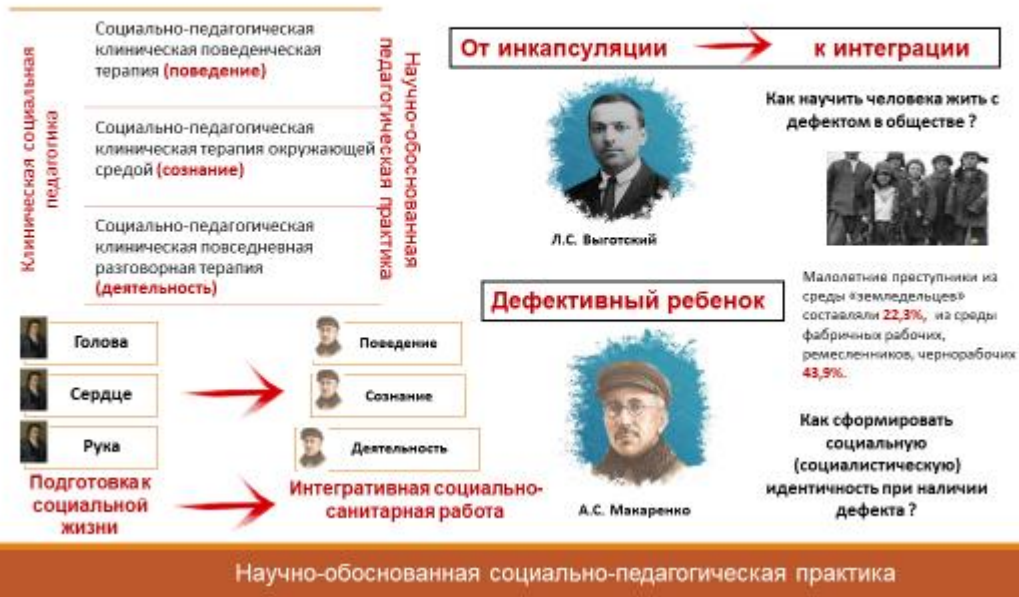 Клиническая социальная
педагогика
Социально-педагогическая
клиническая поведенческая
терапия (поведение)
Социально-педагогическая
клиническая терапия окружающей
средой (сознание)
Социально-педагогическая
клиническая повседневная
разговорная терапия
(деятельность)
Научно-обоснованная
педагогическая практика
Голова
Сердце
Рука
Подготовка к
социальной
жизни
Поведение
Сознание
Деятельность
Интегративная социально-
санитарная работа
От инкапсуляции
к интеграции
Л.С. Выготский
Как научить человека жить с
дефектом в обществе ?
Дефективный ребенок
А.С. Макаренко
Малолетние преступники из
среды «земледельцев»
составляли 22,3%, из среды
фабричных рабочих,
ремесленников, чернорабочих
43,9%.
Как сформировать
социальную
(социалистическую)
идентичность при наличии
дефекта ?
Научно-обоснованная социально-педагогическая практика